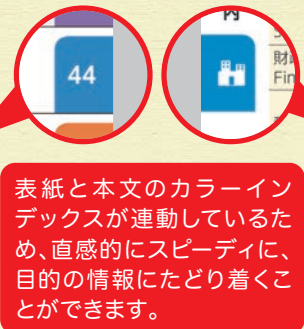 44
内
財
Fin
表紙と本文のカラーイン
デックスが連動しているた
め、直感的にスピーディに、
目的の情報にたどり着くこ
とができます。